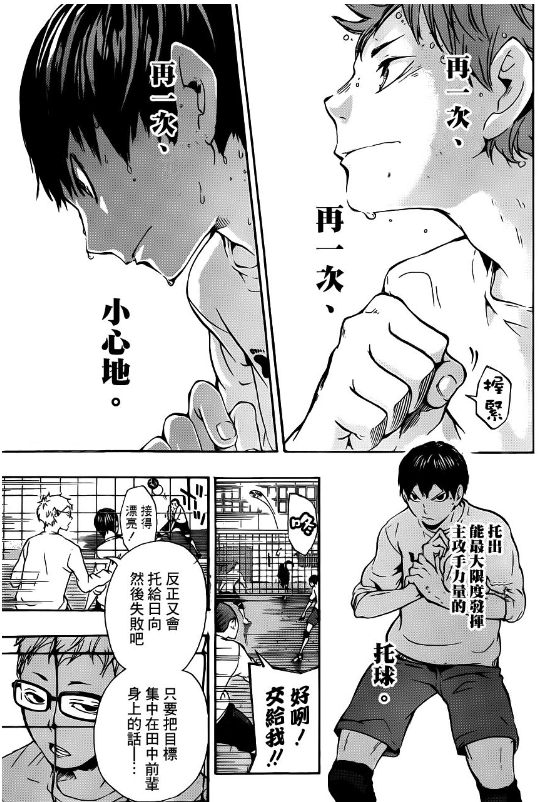 再一次、
再一次、
握
緊
再一次、
小心地。
托出
能最大限度發揮
主攻手力量的
托球。
好咧！
交給我!!
接得
漂亮！
反正又會
托給日向
然後失敗吧
只要把目標
集中在田中前輩
身上的話─!…